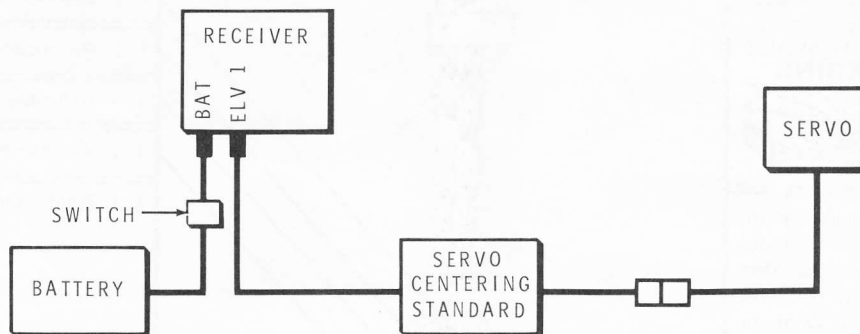 RECEIVER
BAT
ELV 1
SERVO
SWITCH
BATTERY
SERVO
CENTERING
STANDARD